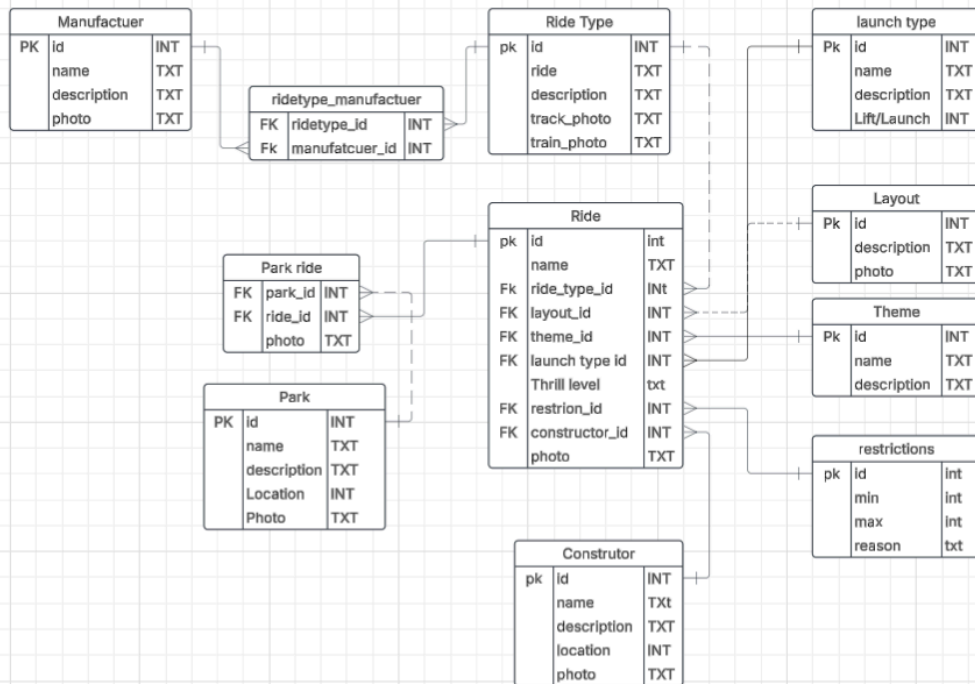 Manufactuer
PK id INT
name TXT
description TXT
photo TXT
ridetype_manufactuer
FK ridetype_id INT
Fk manufatcuer_id INT
Ride Type
pk id INT
ride TXT
description TXT
track_photo TXT
train_photo TXT
launch type
Pk id INT
name TXT
description TXT
Lift/Launch INT
Layout
Pk id INT
description TXT
photo TXT
Ride
pk id int
name TXT
Fk ride_type_id INt
FK layout_id INT
FK theme_id INT
FK launch type id INT
Thrill level txt
FK restrion_id INT
FK constructor_id INT
photo TXT
Park ride
FK park_id INT
FK ride_id INT
photo TXT
Theme
Pk id INT
name TXT
description TXT
Park
PK id INT
name TXT
description TXT
Location INT
Photo TXT
restrictions
pk id int
min int
max int
reason txt
Construtor
pk id INT
name TXt
description TXT
location INT
photo TXT